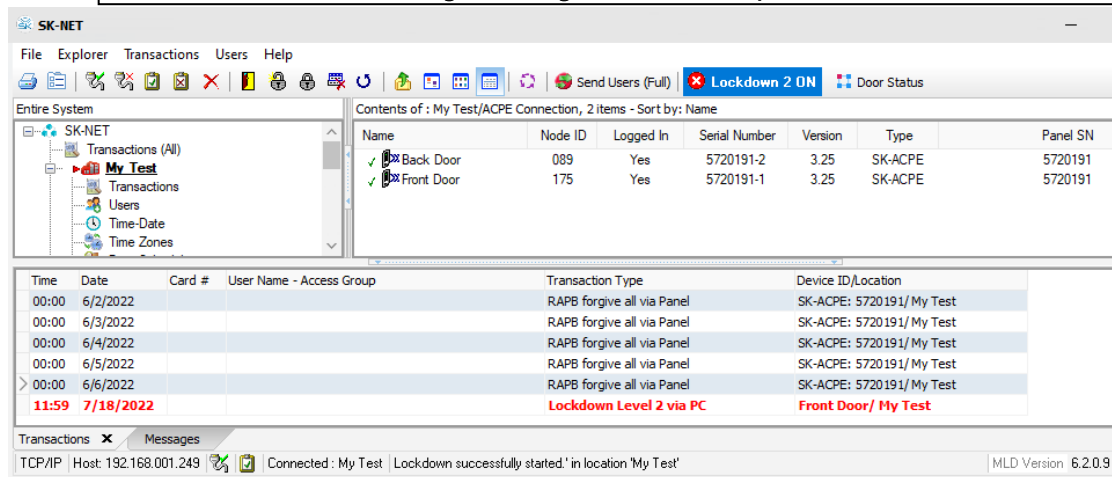 SK-NET
File Explorer Transactions Users Help
Send Users (Full) Lockdown 2 ON Door Status
Entire System
Contents of : My Test/ACPE Connection, 2 items - Sort by: Name
SK-NET
Transactions (All)
My Test
Transactions
Users
Time-Date
Time Zones
Name Node ID Logged In Serial Number Version Type Panel SN
Back Door 089 Yes 5720191-2 3.25 SK-ACPE 5720191
Front Door 175 Yes 5720191-1 3.25 SK-ACPE 5720191
Time Date Card # User Name - Access Group Transaction Type Device ID/Location
00:00 6/2/2022 RAPB forgive all via Panel SK-ACPE: 5720191/ My Test
00:00 6/3/2022 RAPB forgive all via Panel SK-ACPE: 5720191/ My Test
00:00 6/4/2022 RAPB forgive all via Panel SK-ACPE: 5720191/ My Test
00:00 6/5/2022 RAPB forgive all via Panel SK-ACPE: 5720191/ My Test
00:00 6/6/2022 RAPB forgive all via Panel SK-ACPE: 5720191/ My Test
11:59 7/18/2022 Lockdown Level 2 via PC Front Door/ My Test
Transactions X Messages
TCP/IP Host: 192.168.001.249 Connected : My Test Lockdown successfully started.' in location 'My Test' MLD Version 6.2.0.9